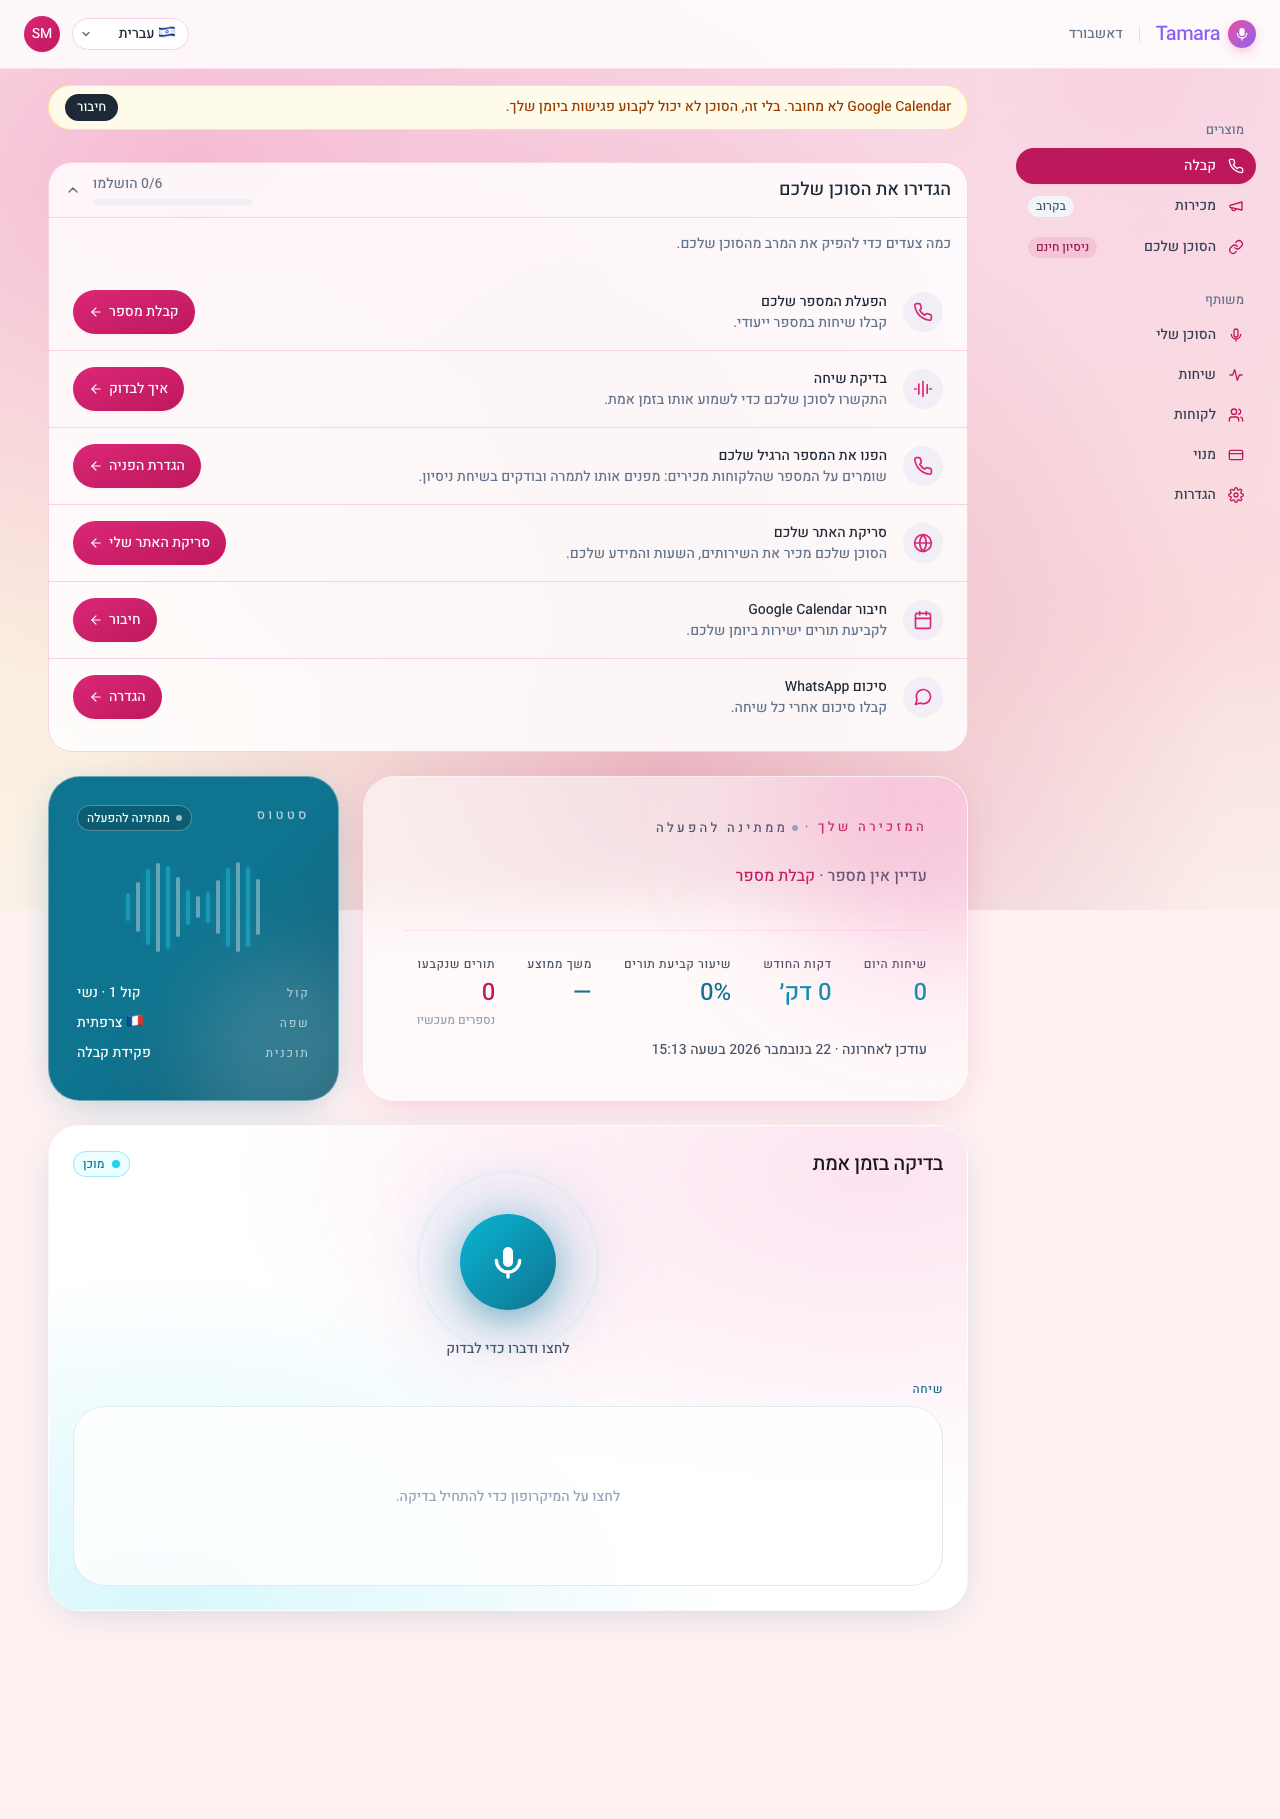 Tamara
דאשבורד
עברית
SM
מוצרים
קבלה
מכירות
בקרוב
הסוכן שלכם
ניסיון חינם
משותף
הסוכן שלי
שיחות
לקוחות
מנוי
הגדרות
Google Calendar לא מחובר. בלי זה, הסוכן לא יכול לקבוע פגישות ביומן שלך.
חיבור
הגדירו את הסוכן שלכם
0/6 הושלמו
כמה צעדים כדי להפיק את המרב מהסוכן שלכם.
הפעלת המספר שלכם
קבלו שיחות במספר ייעודי.
קבלת מספר ←
בדיקת שיחה
התקשרו לסוכן שלכם כדי לשמוע אותו בזמן אמת.
איך לבדוק ←
הפנו את המספר הרגיל שלכם
שומרים על המספר שהלקוחות מכירים: מפנים אותו לתמרה ובודקים בשיחת ניסיון.
הגדרת הפניה ←
סריקת האתר שלכם
הסוכן שלכם מכיר את השירותים, השעות והמידע שלכם.
סריקת האתר שלי ←
חיבור Google Calendar
לקביעת תורים ישירות ביומן שלכם.
חיבור ←
סיכום WhatsApp
קבלו סיכום אחרי כל שיחה.
הגדרה ←
המזכירה שלך · ממתינה להפעלה
עדיין אין מספר · קבלת מספר
שיחות היום
0
דקות החודש
0 דק׳
שיעור קביעת תורים
0%
משך ממוצע
—
תורים שנקבעו
0
נספרים מעכשיו
עודכן לאחרונה · 22 בנובמבר 2026 בשעה 15:13
סטטוס
ממתינה להפעלה
קול
קול 1 · נשי
שפה
צרפתית
תוכנית
פקידת קבלה
בדיקה בזמן אמת
מוכן
לחצו ודברו כדי לבדוק
שיחה
לחצו על המיקרופון כדי להתחיל בדיקה.